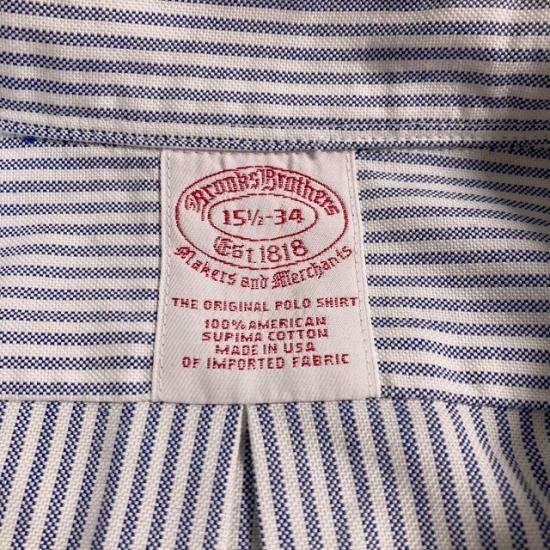 Brooks Brothers
15½-34
Est. 1818
Makers and Merchants
THE ORIGINAL POLO SHIRT
100% AMERICAN
SUPIMA COTTON
MADE IN USA
OF IMPORTED FABRIC